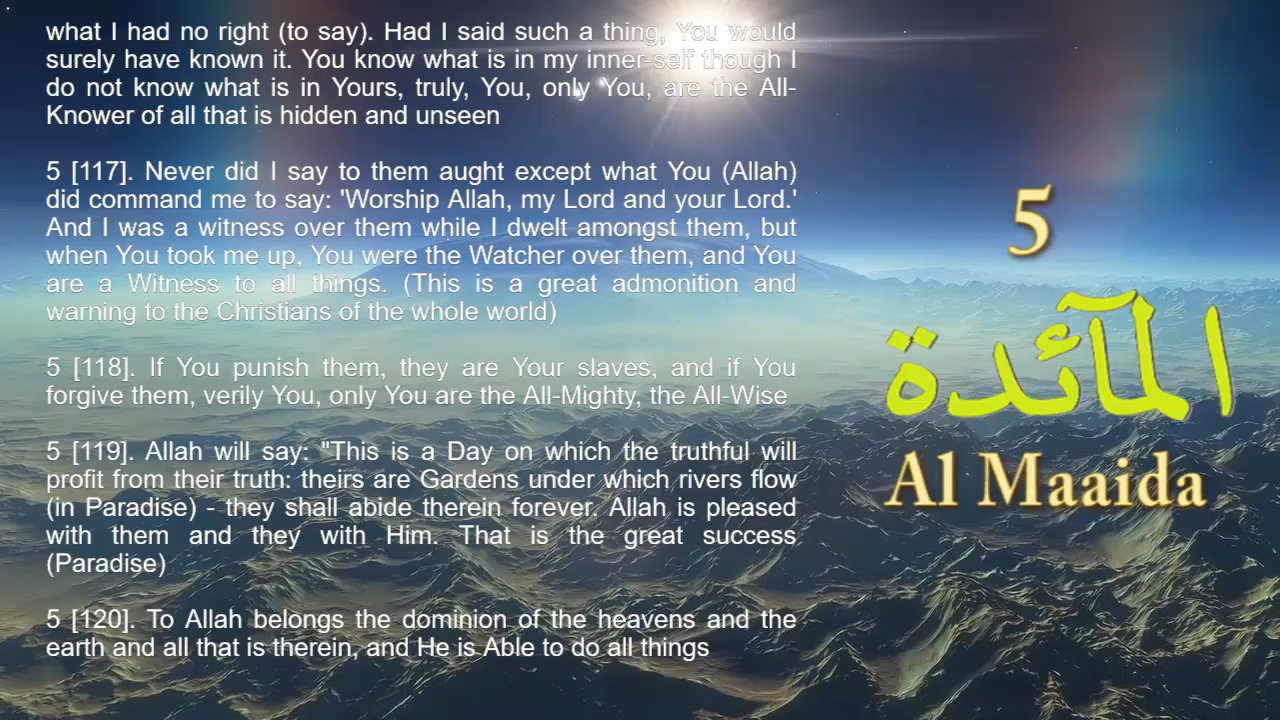 what I had no right (to say). Had I said such a thing, You would
surely have known it. You know what is in my inner-self though I
do not know what is in Yours, truly, You, only You, are the All-
Knower of all that is hidden and unseen
5 [117]. Never did I say to them aught except what You (Allah)
did command me to say: 'Worship Allah, my Lord and your Lord.'
And I was a witness over them while I dwelt amongst them, but
when You took me up, You were the Watcher over them, and You
are a Witness to all things. (This is a great admonition and
warning to the Christians of the whole world)
5 [118]. If You punish them, they are Your slaves, and if You
forgive them, verily You, only You are the All-Mighty, the All-Wise
5 [119]. Allah will say: "This is a Day on which the truthful will
profit from their truth: theirs are Gardens under which rivers flow
(in Paradise) - they shall abide therein forever. Allah is pleased
with them and they with Him. That is the great success
(Paradise)
5 [120]. To Allah belongs the dominion of the heavens and the
earth and all that is therein, and He is Able to do all things
5
المآئدة
Al Maaida